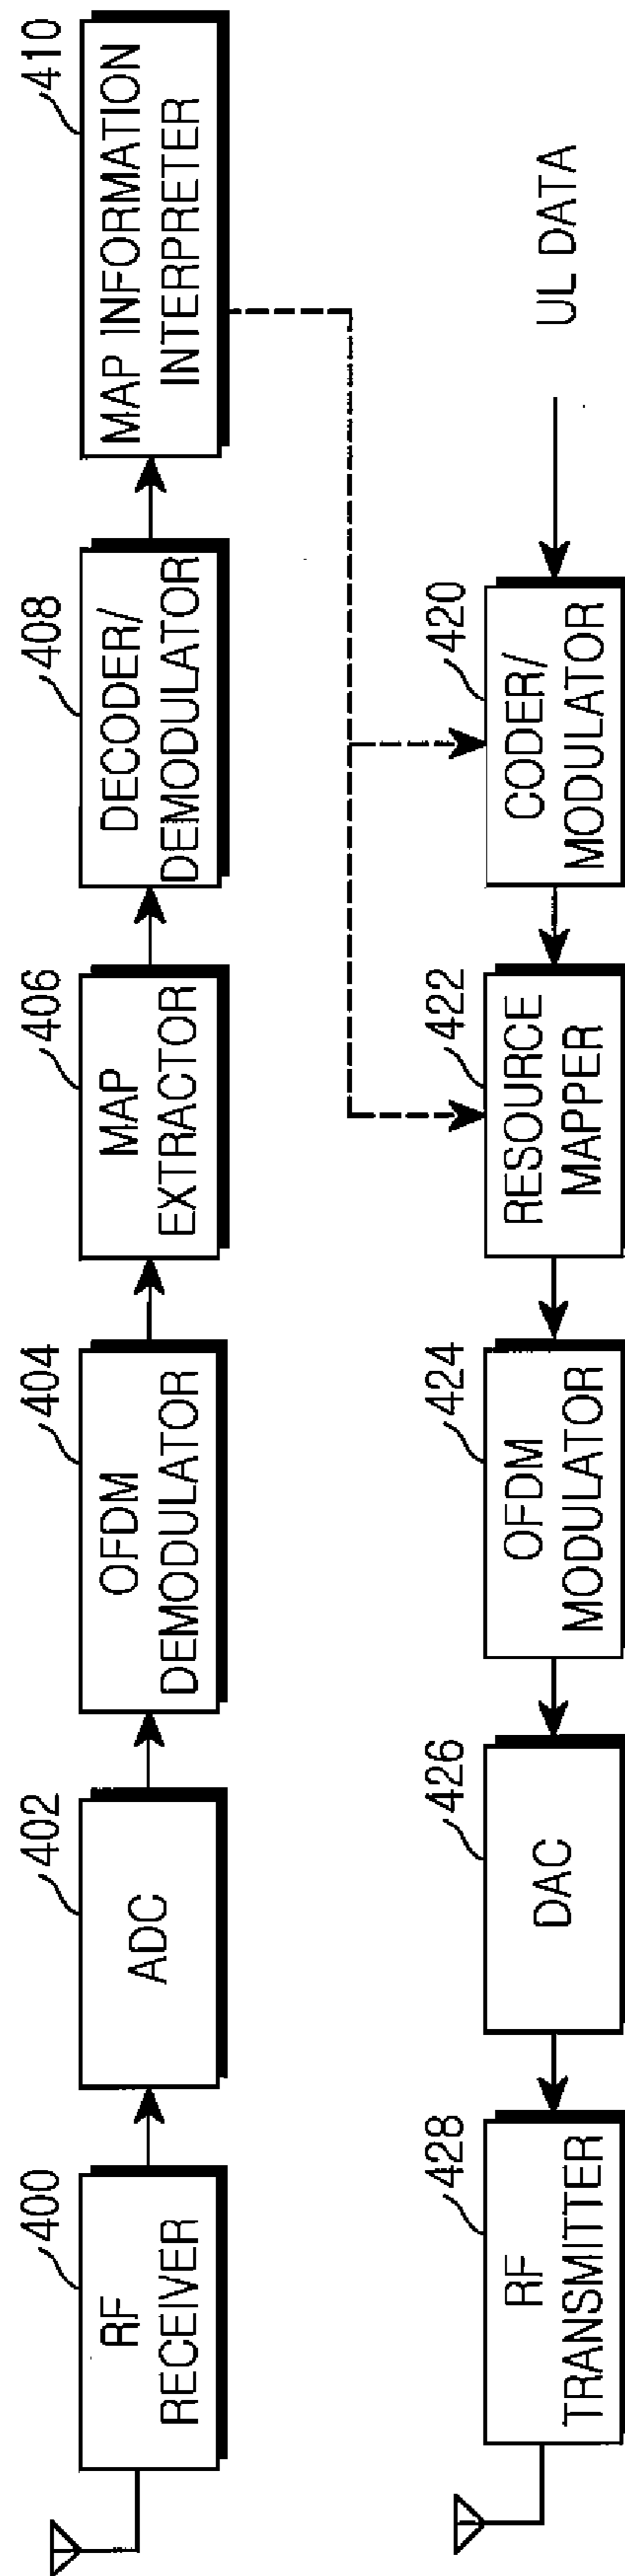 400
RF
RECEIVER
402
ADC
404
OFDM
DEMODULATOR
406
MAP
EXTRACTOR
408
DECODER/
DEMODULATOR
410
MAP INFORMATION
INTERPRETER
428
RF
TRANSMITTER
426
DAC
424
OFDM
MODULATOR
422
RESOURCE
MAPPER
420
CODER/
MODULATOR
UL DATA